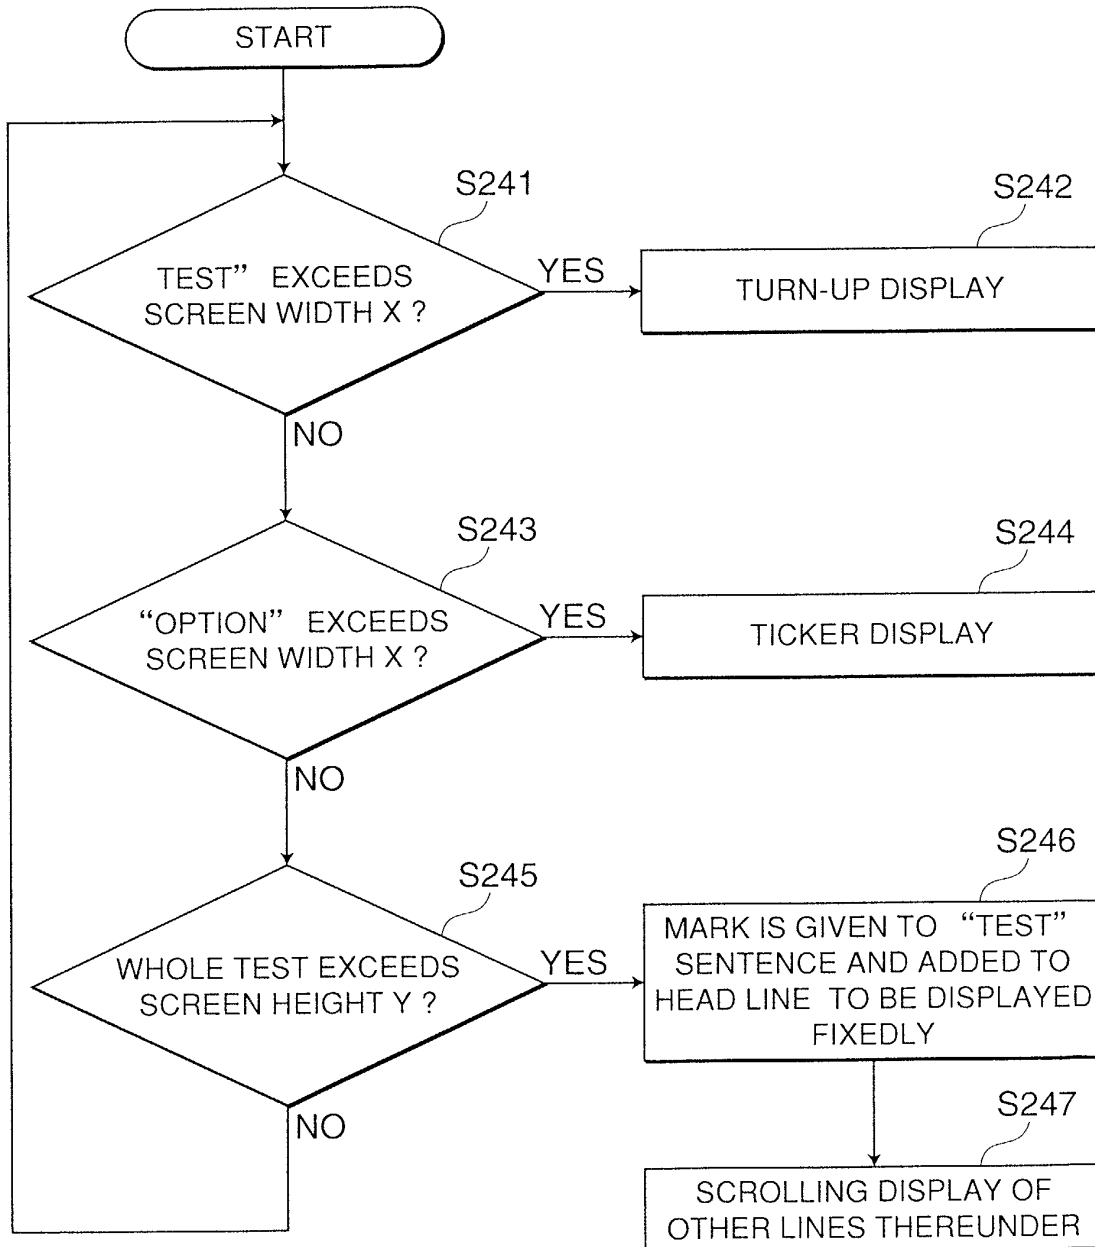 START
S241
TEST” EXCEEDS
SCREEN WIDTH X ?
YES
S242
TURN-UP DISPLAY
NO
S243
“OPTION” EXCEEDS
SCREEN WIDTH X ?
YES
S244
TICKER DISPLAY
NO
S245
WHOLE TEST EXCEEDS
SCREEN HEIGHT Y ?
YES
S246
MARK IS GIVEN TO “TEST”
SENTENCE AND ADDED TO
HEAD LINE TO BE DISPLAYED
FIXEDLY
NO
S247
SCROLLING DISPLAY OF
OTHER LINES THEREUNDER